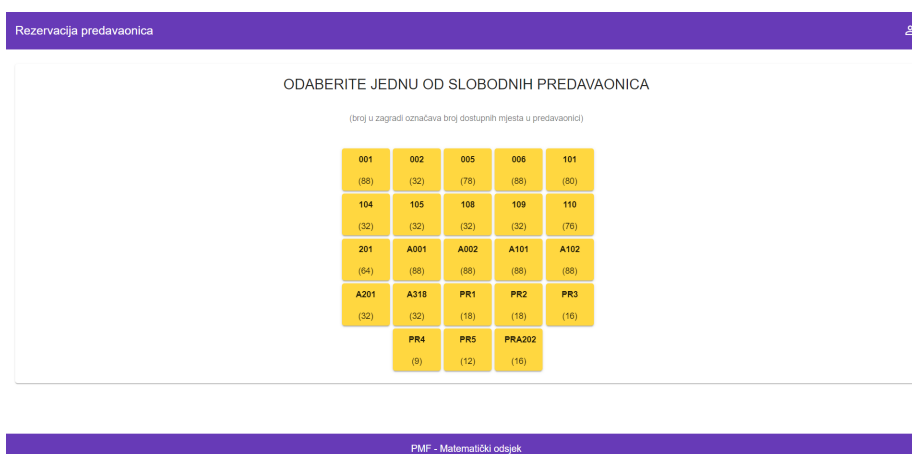 Rezervacija predavaonica
ODABERITE JEDNU OD SLOBODNIH PREDAVAONICA
(broj u zagradi označava broj dostupnih mjesta u predavaonici)
001 002 005 006 101
(88) (32) (78) (88) (80)
104 105 108 109 110
(32) (32) (32) (32) (76)
201 A001 A002 A101 A102
(64) (88) (88) (88) (88)
A201 A318 PR1 PR2 PR3
(32) (32) (18) (18) (16)
PR4 PR5 PRA202
(9) (12) (16)
PMF - Matematički odsjek